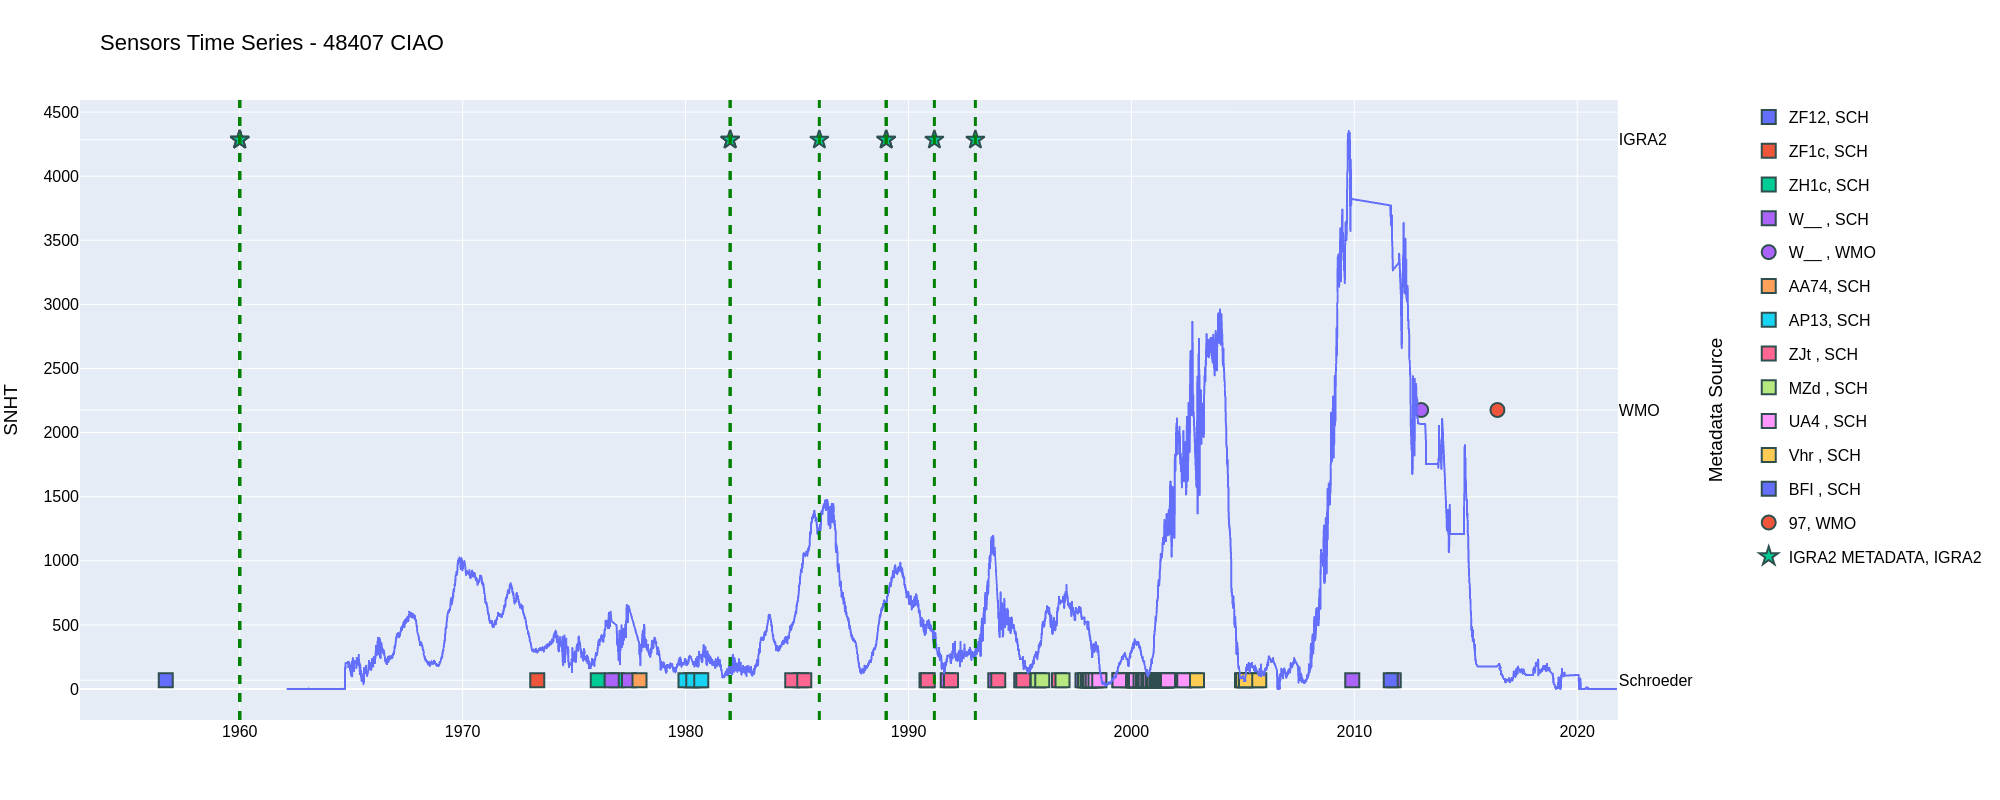 Sensors Time Series - 48407 CIAO
4500
4000
3500
3000
2500
2000
1500
1000
500
0
SNHT
1960
1970
1980
1990
2000
2010
2020
IGRA2
WMO
Schroeder
Metadata Source
ZF12, SCH
ZF1c, SCH
ZH1c, SCH
W__ , SCH
W__ , WMO
AA74, SCH
AP13, SCH
ZJt , SCH
MZd , SCH
UA4 , SCH
Vhr , SCH
BFI , SCH
97, WMO
IGRA2 METADATA, IGRA2